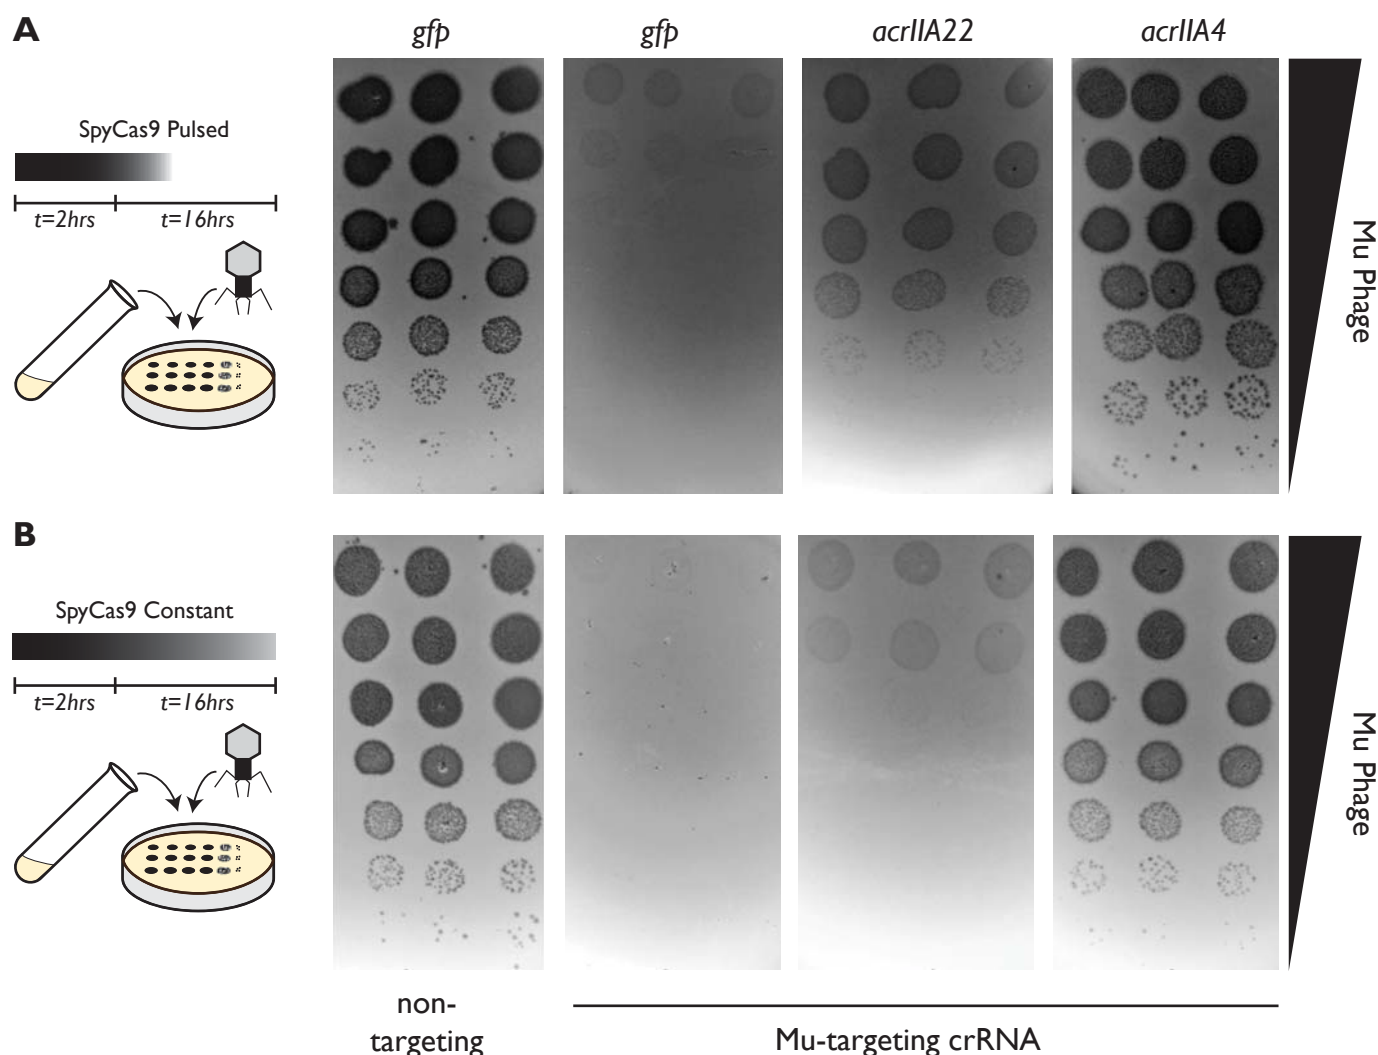 A
gfp
gfp
acrIIA22
acrIIA4
SpyCas9 Pulsed
t=2hrs
t=16hrs
Mu Phage
B
SpyCas9 Constant
t=2hrs
t=16hrs
Mu Phage
non-
targeting
Mu-targeting crRNA